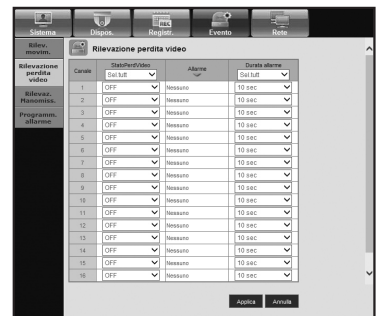 Sistema Dispos. Registr. Evento Rete
REC
Rilev. movim.
Rilevazione perdita video
Rilevaz. Manomiss.
Programm. allarme
Rilevazione perdita video
Canale StatoPerdVideo Allarme Durata allarme
Sel.tutt Sel.tutt
1 OFF Nessuno 10 sec
2 OFF Nessuno 10 sec
3 OFF Nessuno 10 sec
4 OFF Nessuno 10 sec
5 OFF Nessuno 10 sec
6 OFF Nessuno 10 sec
7 OFF Nessuno 10 sec
8 OFF Nessuno 10 sec
9 OFF Nessuno 10 sec
10 OFF Nessuno 10 sec
11 OFF Nessuno 10 sec
12 OFF Nessuno 10 sec
13 OFF Nessuno 10 sec
14 OFF Nessuno 10 sec
15 OFF Nessuno 10 sec
16 OFF Nessuno 10 sec
Applica Annulla